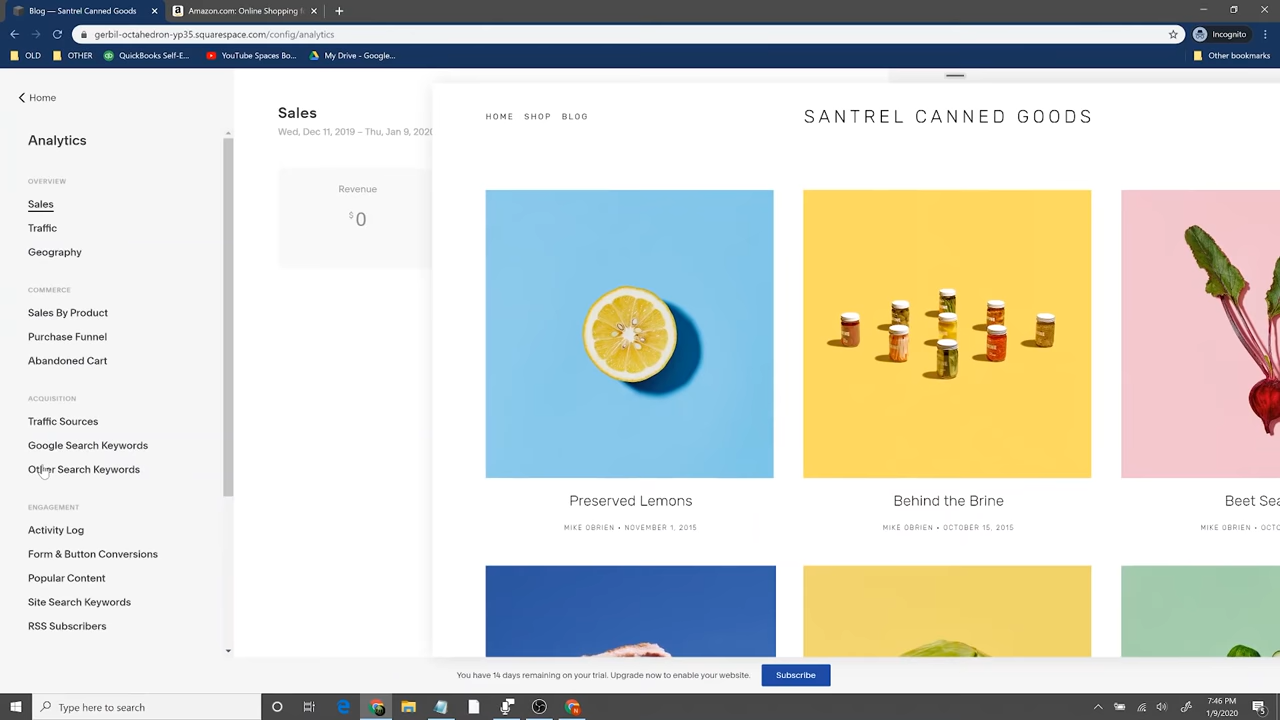 Blog — Squarespace
Amazon.com: Online Shopping f
gerbil-octahedron-yp35.squarespace.com/config/analytics
Incognito
OLD
OTHER
QuickBooks Self-E...
YouTube Spaces Bo...
My Drive - Google...
Other bookmarks
Home
Analytics
OVERVIEW
Sales
Traffic
Geography
COMMERCE
Sales By Product
Purchase Funnel
Abandoned Cart
ACQUISITION
Traffic Sources
Google Search Keywords
Other Search Keywords
ENGAGEMENT
Activity Log
Form & Button Conversions
Popular Content
Site Search Keywords
RSS Subscribers
Sales
Wed, Dec 11, 2019 – Thu, Jan 9, 2020
Revenue
$0
HOME SHOP BLOG
SANTREL CANNED GOODS
Preserved Lemons
MIKE OBRIEN • NOVEMBER 1, 2015
Behind the Brine
MIKE OBRIEN • OCTOBER 15, 2015
Beet Sea
MIKE OBRIEN • OCTO
You have 14 days remaining on your trial. Upgrade now to enable your website.
Subscribe
Type here to search
7:46 PM
1/9/2020